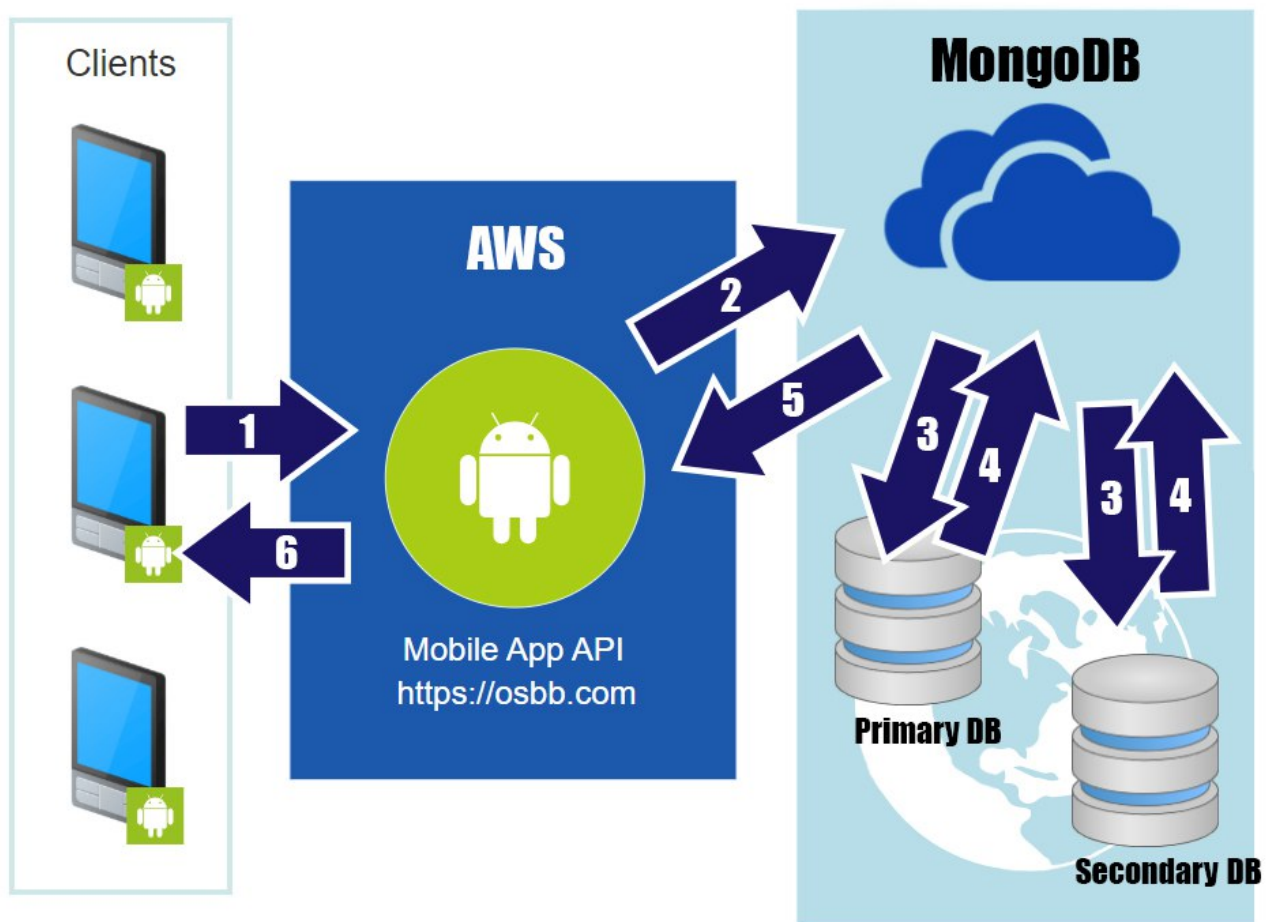 Clients
MongoDB
AWS
2
1
5
3
4
3
4
6
Mobile App API
https://osbb.com
Primary DB
Secondary DB